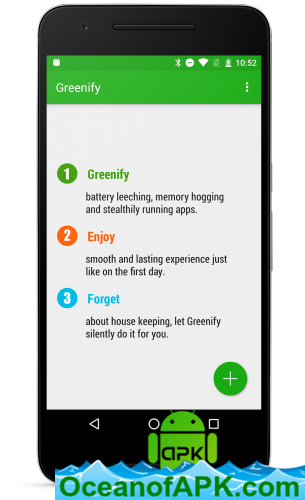 10:52
Greenify
1 Greenify
battery leeching, memory hogging
and stealthily running apps.
2 Enjoy
smooth and lasting experience just
like on the first day.
3 Forget
about house keeping, let Greenify
silently do it for you.
APK
OceanofAPK.com